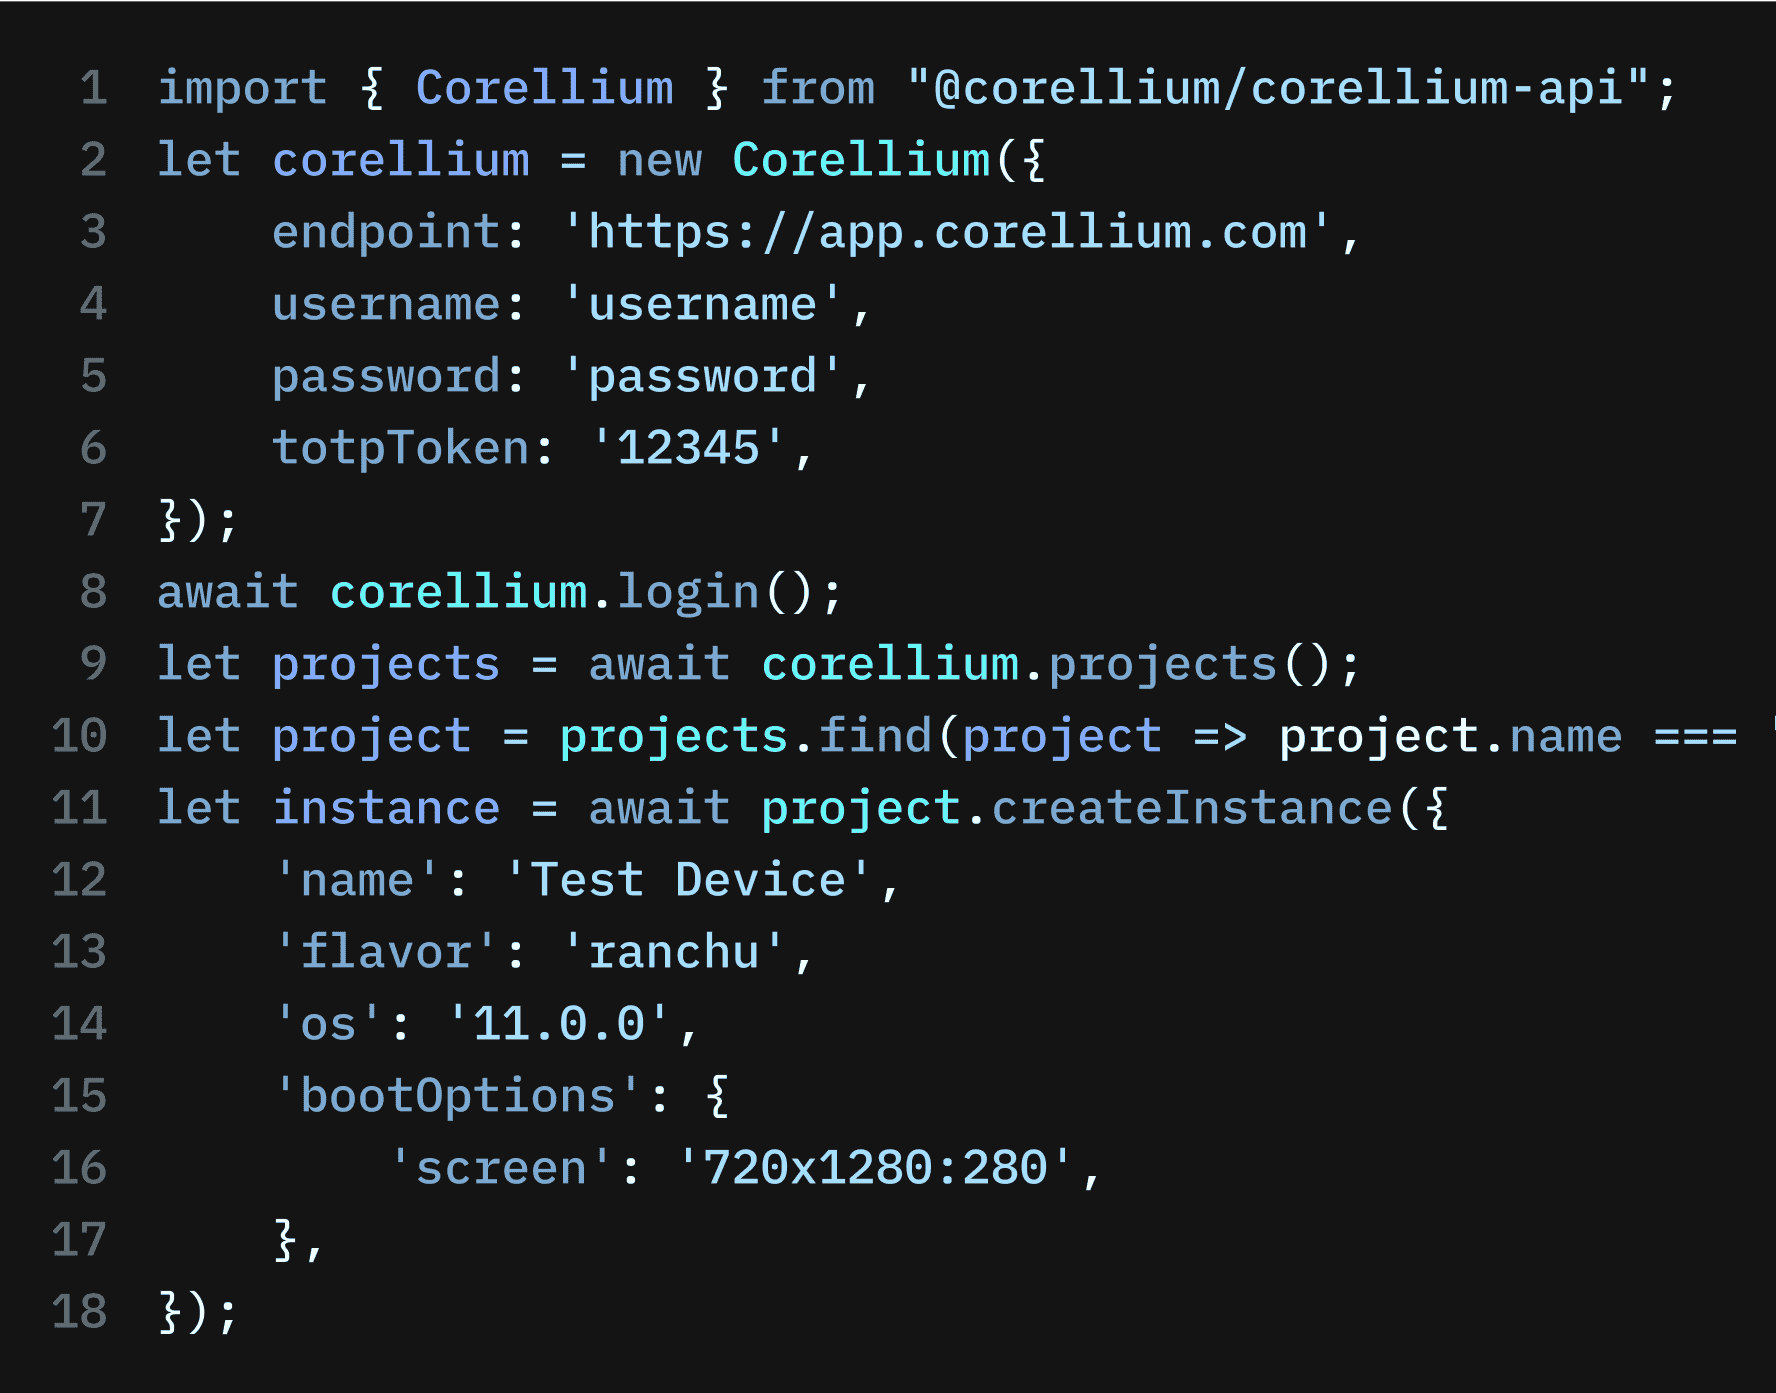 1 import { Corellium } from "@corellium/corellium-api";
2 let corellium = new Corellium({
3     endpoint: 'https://app.corellium.com',
4     username: 'username',
5     password: 'password',
6     totpToken: '12345',
7 });
8 await corellium.login();
9 let projects = await corellium.projects();
10 let project = projects.find(project => project.name === '
11 let instance = await project.createInstance({
12     'name': 'Test Device',
13     'flavor': 'ranchu',
14     'os': '11.0.0',
15     'bootOptions': {
16         'screen': '720x1280:280',
17     },
18 });